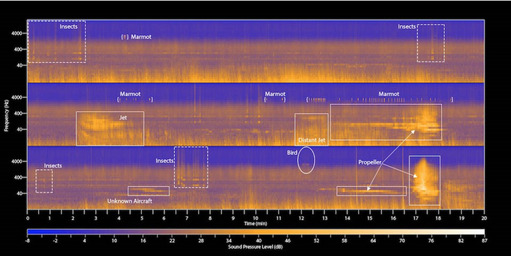 Insects
{ } Marmot
Insects
4000
400
40
Marmot
Marmot
Marmot
Jet
Distant Jet
4000
400
40
Frequency (Hz)
Insects
Insects
Bird
Propeller
4000
400
40
Unknown Aircraft
0 1 2 3 4 5 6 7 8 9 10 11 12 13 14 15 16 17 18 19 20
Time (min)
-8 -2 4 10 16 22 28 34 40 46 52 58 64 70 76 82 87
Sound Pressure Level (dB)